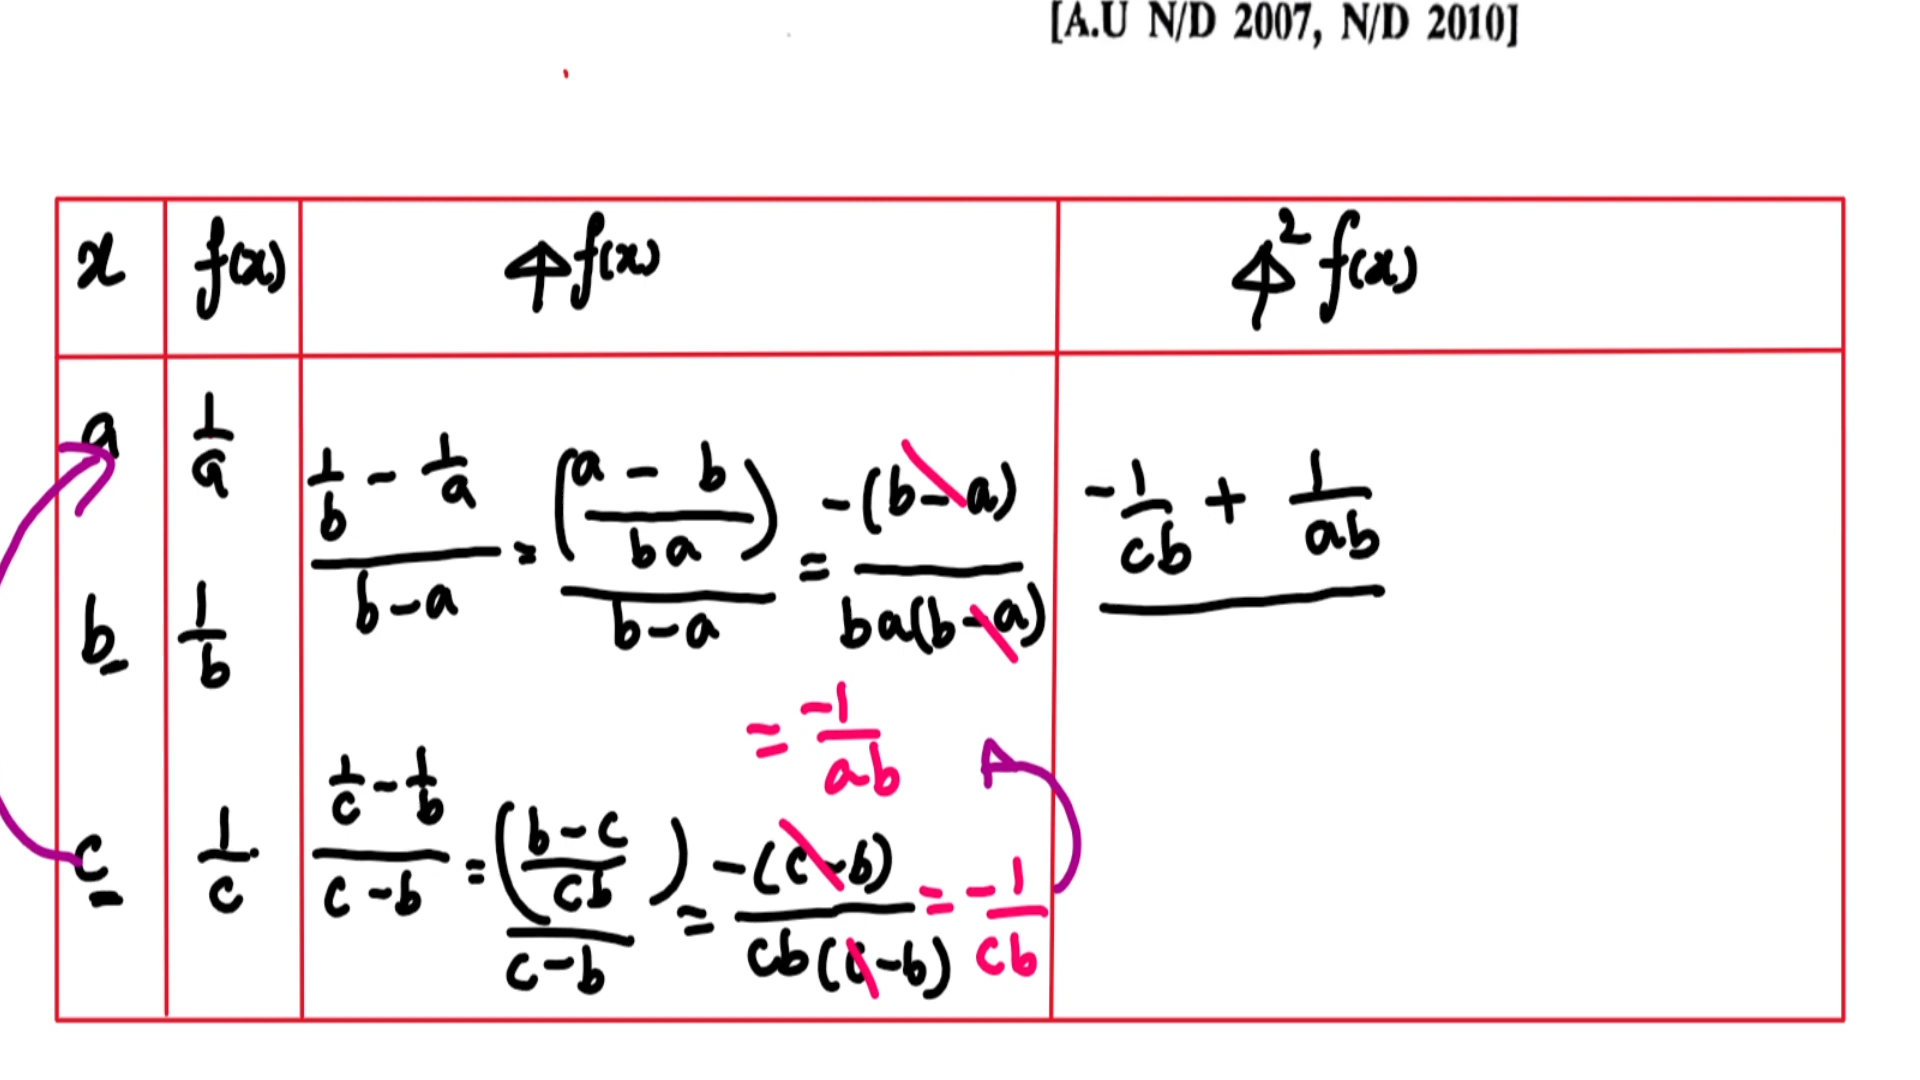 [A.U N/D 2007, N/D 2010]
x f(x) ⍋f(x) ⍋² f(x)
a 1/a (1/b - 1/a)/(b-a) = ((a - b)/(ba))/(b-a) = -(b-a)/(ba(b-a)) -1/cb + 1/ab
= -1/ab
b 1/b
c 1/c (1/c - 1/b)/(c-b) = ((b-c)/(cb))/(c-b) = -(c-b)/(cb(c-b)) = -1/cb